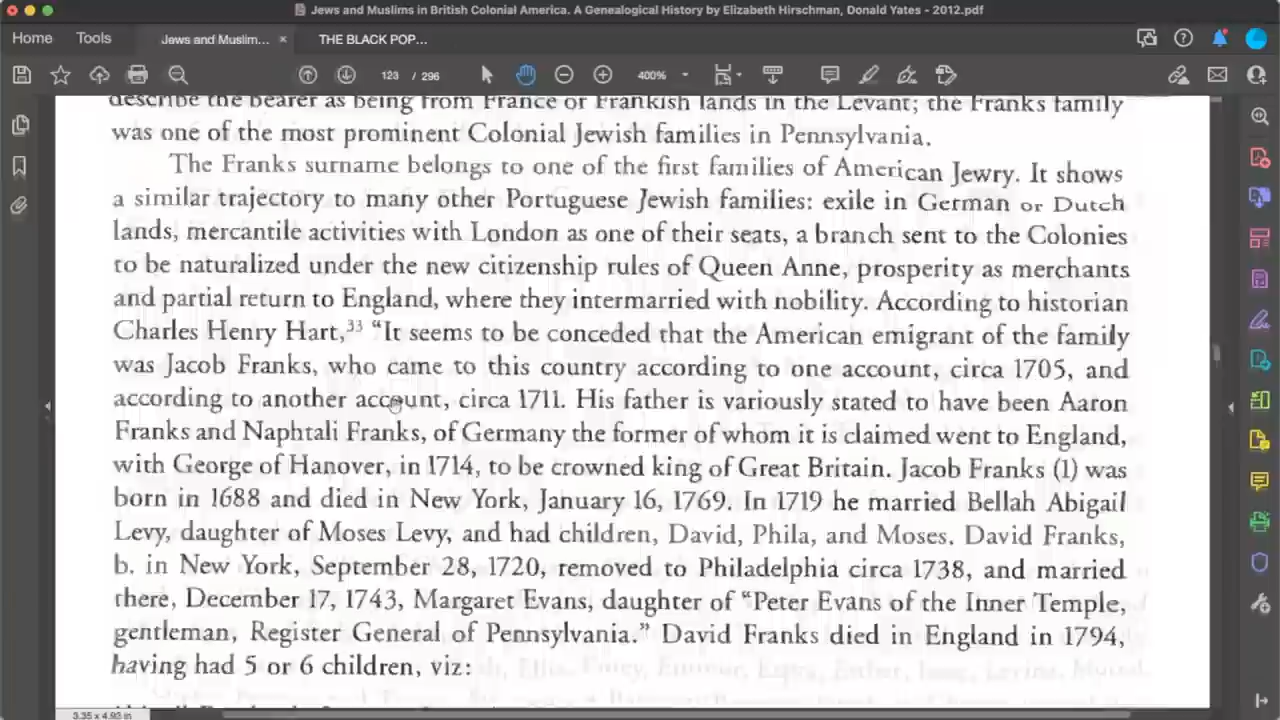 Jews and Muslims in British Colonial America. A Genealogical History by Elizabeth Hirschman, Donald Yates - 2012.pdf
Home Tools Jews and Muslim... × THE BLACK POP...
123 / 296 400%
describe the bearer as being from France or Frankish lands in the Levant; the Franks family
was one of the most prominent Colonial Jewish families in Pennsylvania.
The Franks surname belongs to one of the first families of American Jewry. It shows
a similar trajectory to many other Portuguese Jewish families: exile in German or Dutch
lands, mercantile activities with London as one of their seats, a branch sent to the Colonies
to be naturalized under the new citizenship rules of Queen Anne, prosperity as merchants
and partial return to England, where they intermarried with nobility. According to historian
Charles Henry Hart,33 “It seems to be conceded that the American emigrant of the family
was Jacob Franks, who came to this country according to one account, circa 1705, and
according to another account, circa 1711. His father is variously stated to have been Aaron
Franks and Naphtali Franks, of Germany the former of whom it is claimed went to England,
with George of Hanover, in 1714, to be crowned king of Great Britain. Jacob Franks (1) was
born in 1688 and died in New York, January 16, 1769. In 1719 he married Bellah Abigail
Levy, daughter of Moses Levy, and had children, David, Phila, and Moses. David Franks,
b. in New York, September 28, 1720, removed to Philadelphia circa 1738, and married
there, December 17, 1743, Margaret Evans, daughter of “Peter Evans of the Inner Temple,
gentleman, Register General of Pennsylvania.” David Franks died in England in 1794,
having had 5 or 6 children, viz:
3.35 x 4.93 in